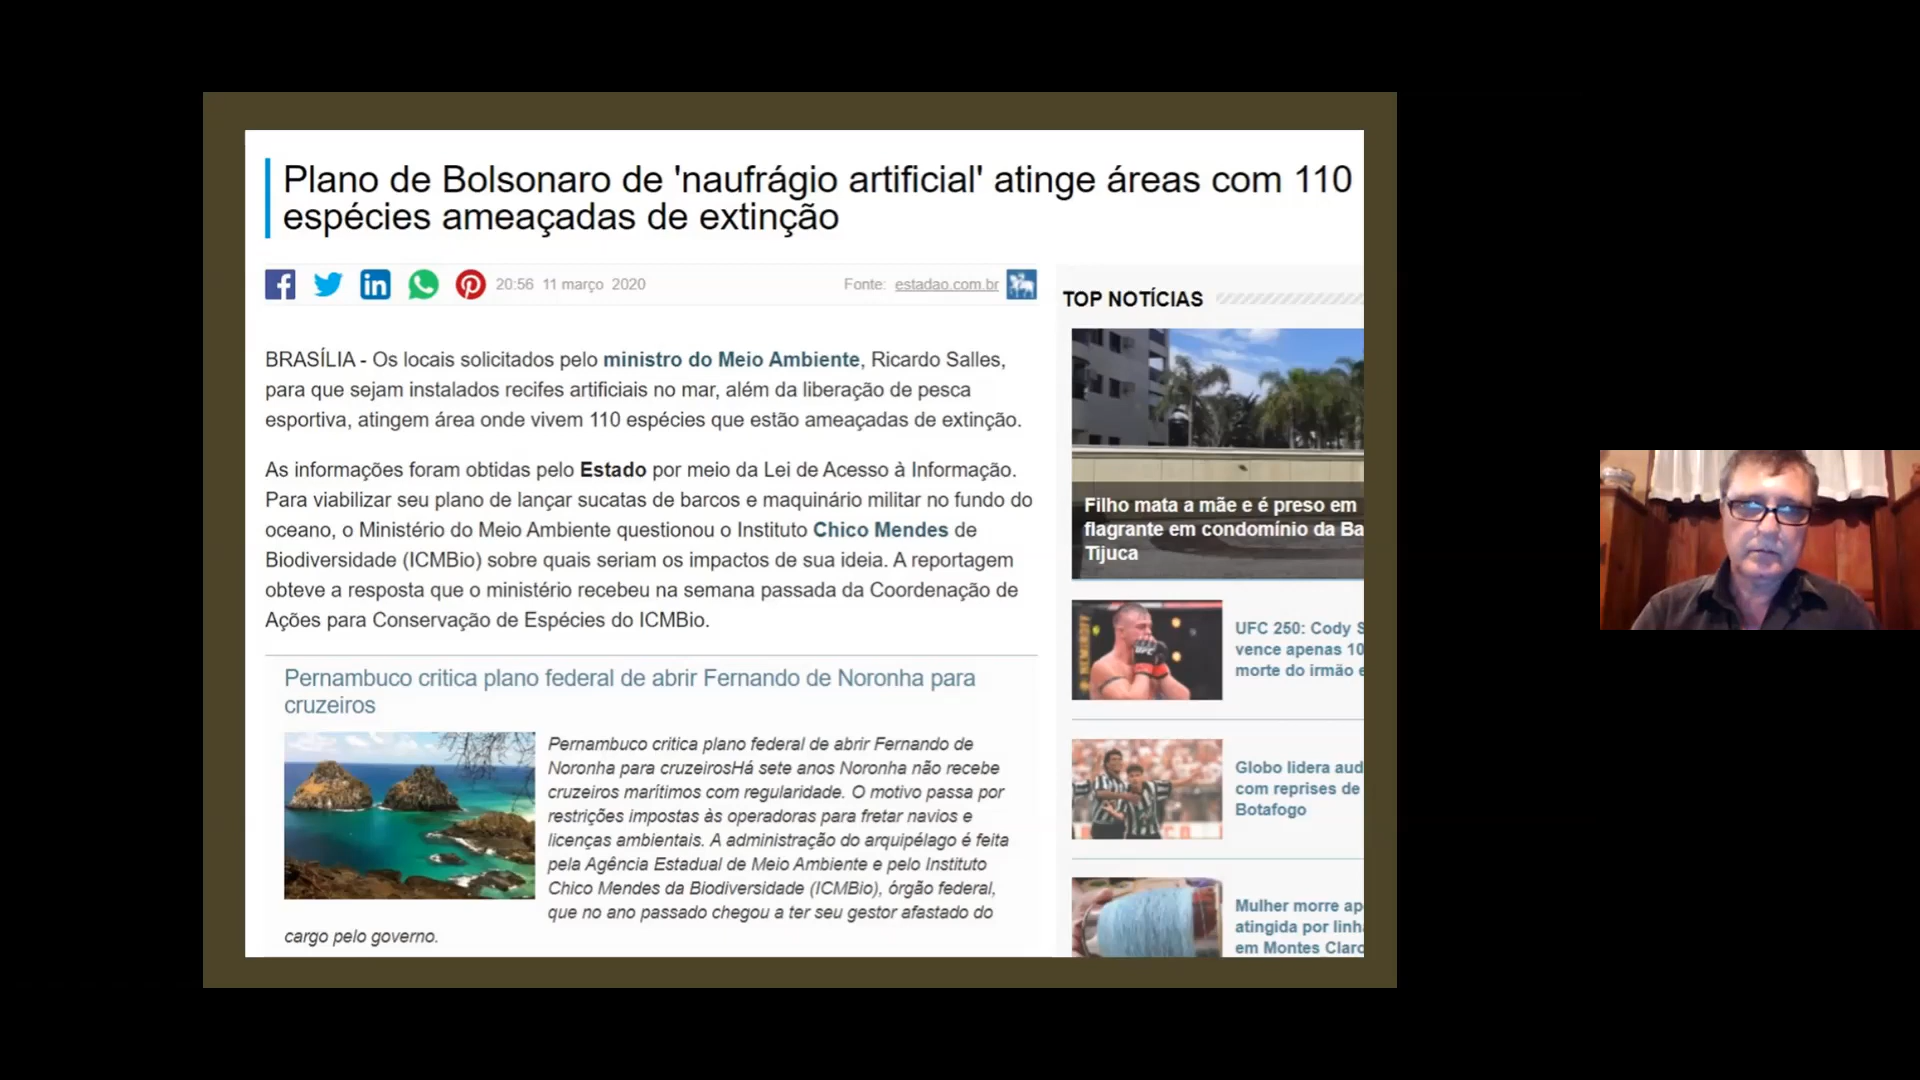 Plano de Bolsonaro de 'naufrágio artificial' atinge áreas com 110
espécies ameaçadas de extinção
20:56 11 março 2020
Fonte: estadao.com.br
BRASÍLIA - Os locais solicitados pelo ministro do Meio Ambiente, Ricardo Salles,
para que sejam instalados recifes artificiais no mar, além da liberação de pesca
esportiva, atingem área onde vivem 110 espécies que estão ameaçadas de extinção.
As informações foram obtidas pelo Estado por meio da Lei de Acesso à Informação.
Para viabilizar seu plano de lançar sucatas de barcos e maquinário militar no fundo do
oceano, o Ministério do Meio Ambiente questionou o Instituto Chico Mendes de
Biodiversidade (ICMBio) sobre quais seriam os impactos de sua ideia. A reportagem
obteve a resposta que o ministério recebeu na semana passada da Coordenação de
Ações para Conservação de Espécies do ICMBio.
Pernambuco critica plano federal de abrir Fernando de Noronha para
cruzeiros
Pernambuco critica plano federal de abrir Fernando de
Noronha para cruzeirosHá sete anos Noronha não recebe
cruzeiros marítimos com regularidade. O motivo passa por
restrições impostas às operadoras para fretar navios e
licenças ambientais. A administração do arquipélago é feita
pela Agência Estadual de Meio Ambiente e pelo Instituto
Chico Mendes da Biodiversidade (ICMBio), órgão federal,
que no ano passado chegou a ter seu gestor afastado do
cargo pelo governo.
TOP NOTÍCIAS
Filho mata a mãe e é preso em
flagrante em condomínio da Ba
Tijuca
UFC 250: Cody S
vence apenas 10
morte do irmão e
Globo lidera aud
com reprises de
Botafogo
Mulher morre ap
atingida por linh
em Montes Claro